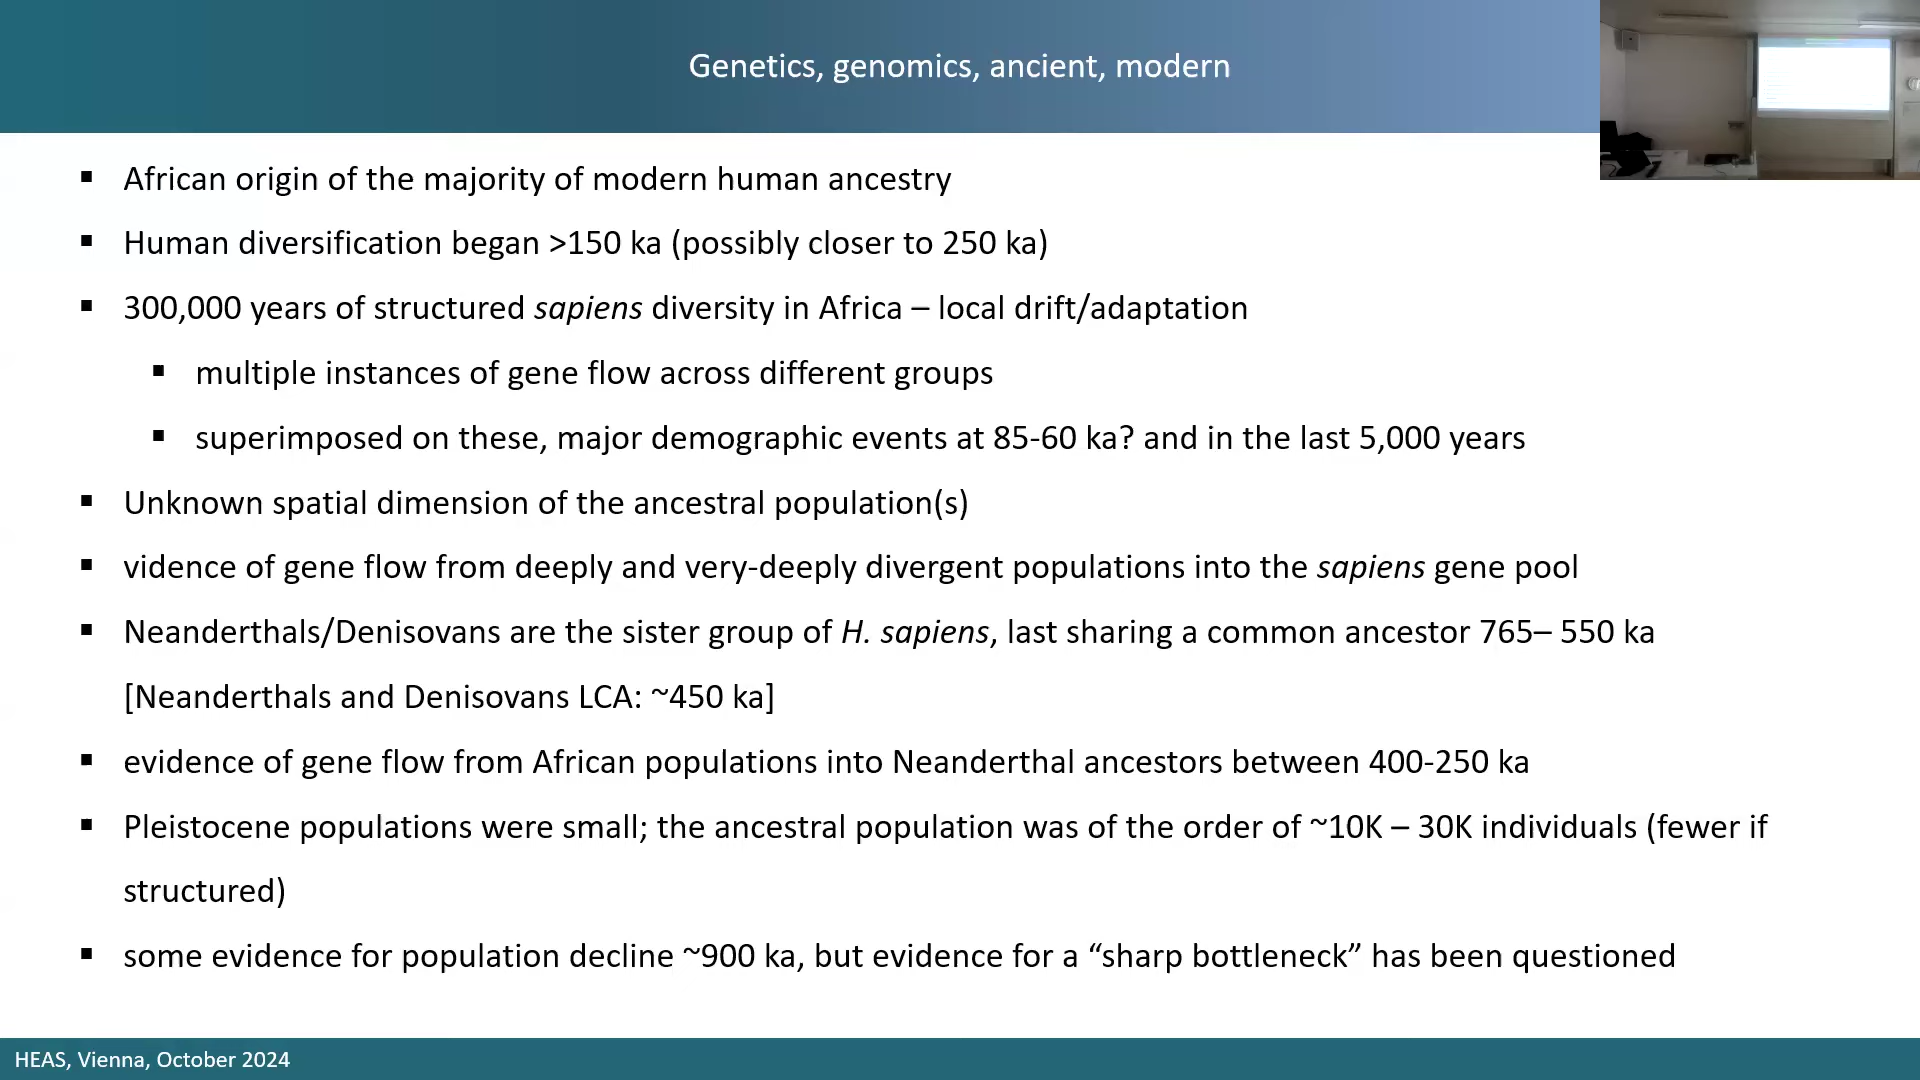 Genetics, genomics, ancient, modern
▪ African origin of the majority of modern human ancestry
▪ Human diversification began >150 ka (possibly closer to 250 ka)
▪ 300,000 years of structured sapiens diversity in Africa – local drift/adaptation
▪ multiple instances of gene flow across different groups
▪ superimposed on these, major demographic events at 85-60 ka? and in the last 5,000 years
▪ Unknown spatial dimension of the ancestral population(s)
▪ vidence of gene flow from deeply and very-deeply divergent populations into the sapiens gene pool
▪ Neanderthals/Denisovans are the sister group of H. sapiens, last sharing a common ancestor 765– 550 ka
[Neanderthals and Denisovans LCA: ~450 ka]
▪ evidence of gene flow from African populations into Neanderthal ancestors between 400-250 ka
▪ Pleistocene populations were small; the ancestral population was of the order of ~10K – 30K individuals (fewer if
structured)
▪ some evidence for population decline ~900 ka, but evidence for a “sharp bottleneck” has been questioned
HEAS, Vienna, October 2024